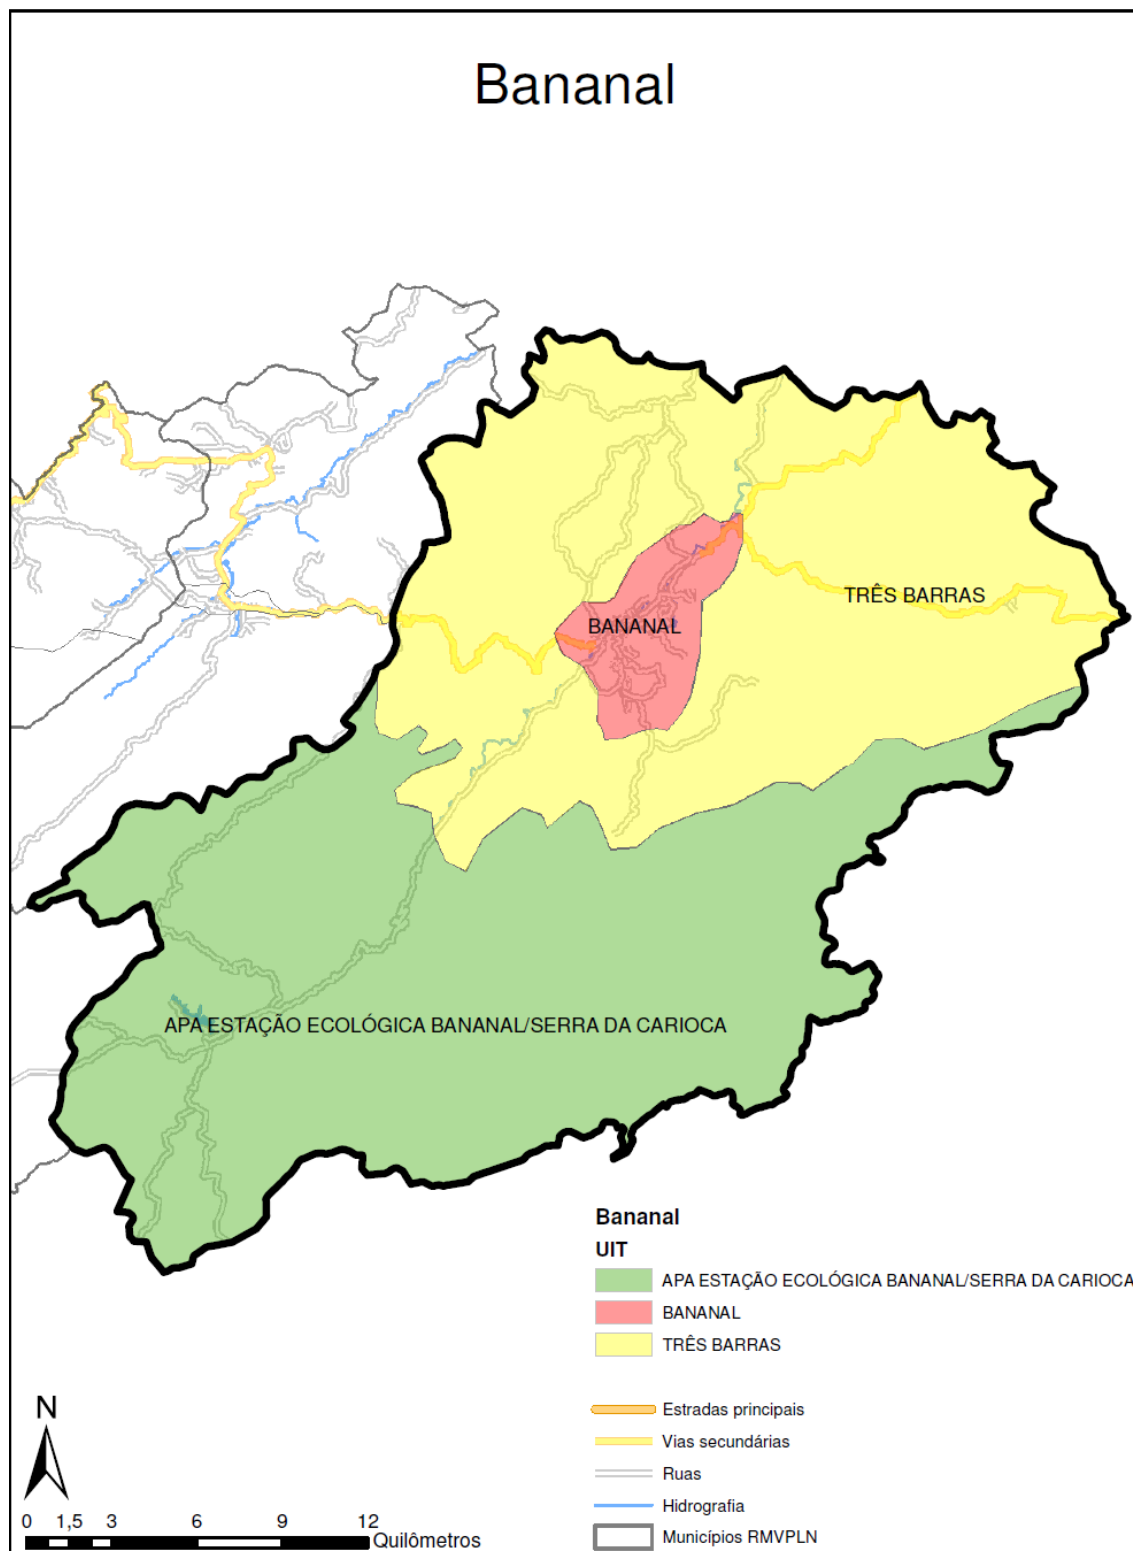 Bananal
TRÊS BARRAS
BANANAL
APA ESTAÇÃO ECOLÓGICA BANANAL/SERRA DA CARIOCA
Bananal
UIT
APA ESTAÇÃO ECOLÓGICA BANANAL/SERRA DA CARIOCA
BANANAL
TRÊS BARRAS
Estradas principais
Vias secundárias
Ruas
Hidrografia
Municípios RMVPLN
N
0 1,5 3 6 9 12
Quilômetros